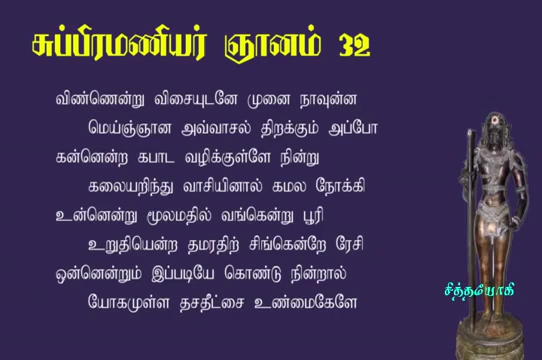 சுப்பிரமணியர் ஞானம் 32
விண்ணென்று விசையுடனே முனை நாவுன்ன
மெய்ஞ்ஞான அவ்வாசல் திறக்கும் அப்போ
கன்னென்ற கபாட வழிக்குள்ளே நின்று
கலையறிந்து வாசியினால் கமல நோக்கி
உன்னென்று மூலமதில் வங்கென்று பூரி
உறுதியென்ற தமரதிற் சிங்கென்றே ரேசி
ஒன்னென்றும் இப்படியே கொண்டு நின்றால்
யோகமுள்ள தசதீட்சை உண்மைகேளே
சித்தயோகி